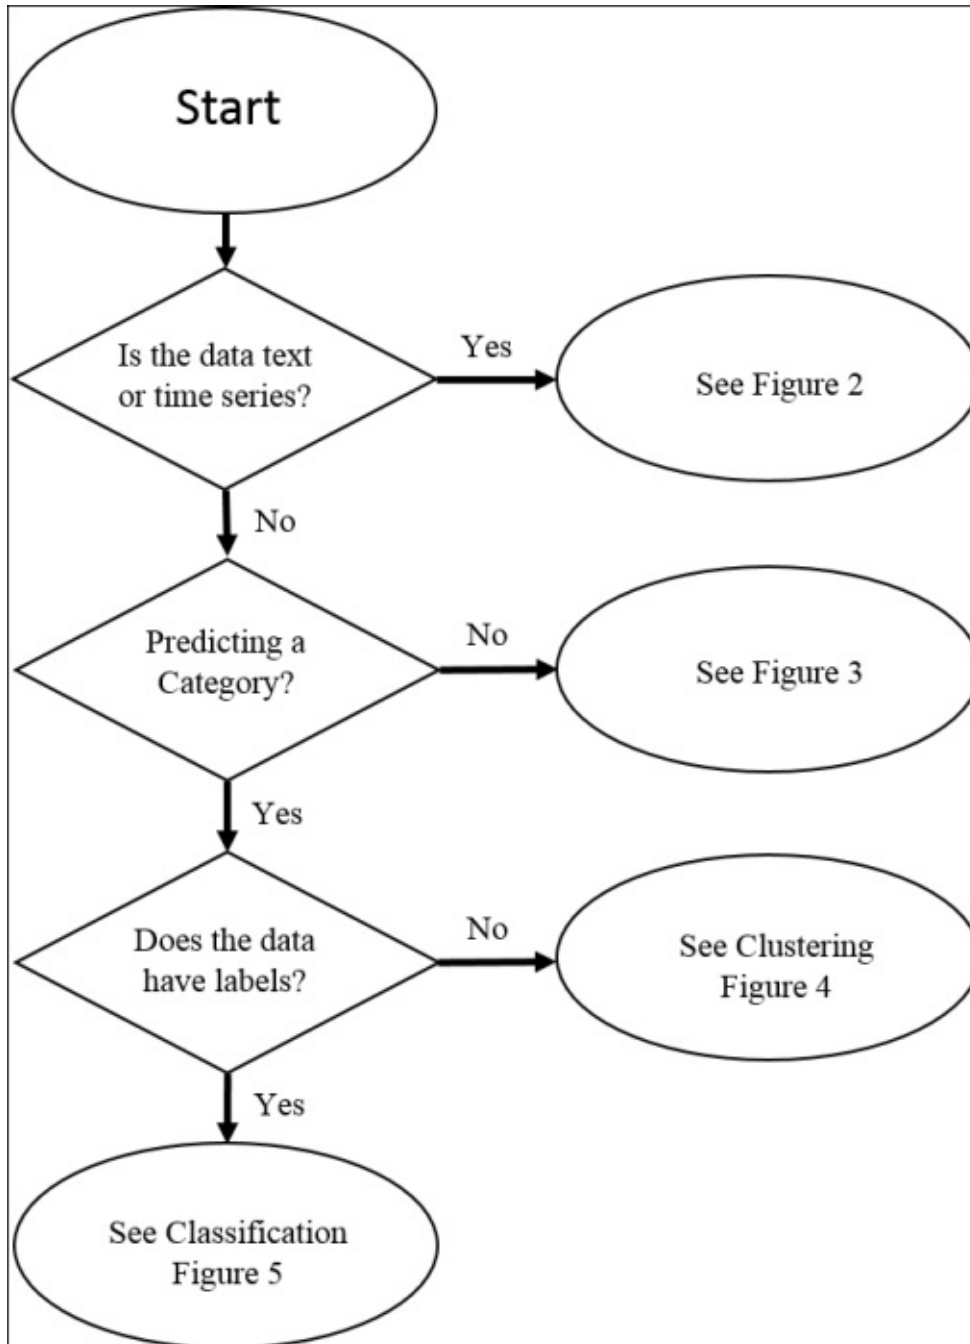 Start
Is the data text
or time series?
Yes
See Figure 2
No
Predicting a
Category?
No
See Figure 3
Yes
Does the data
have labels?
No
See Clustering
Figure 4
Yes
See Classification
Figure 5